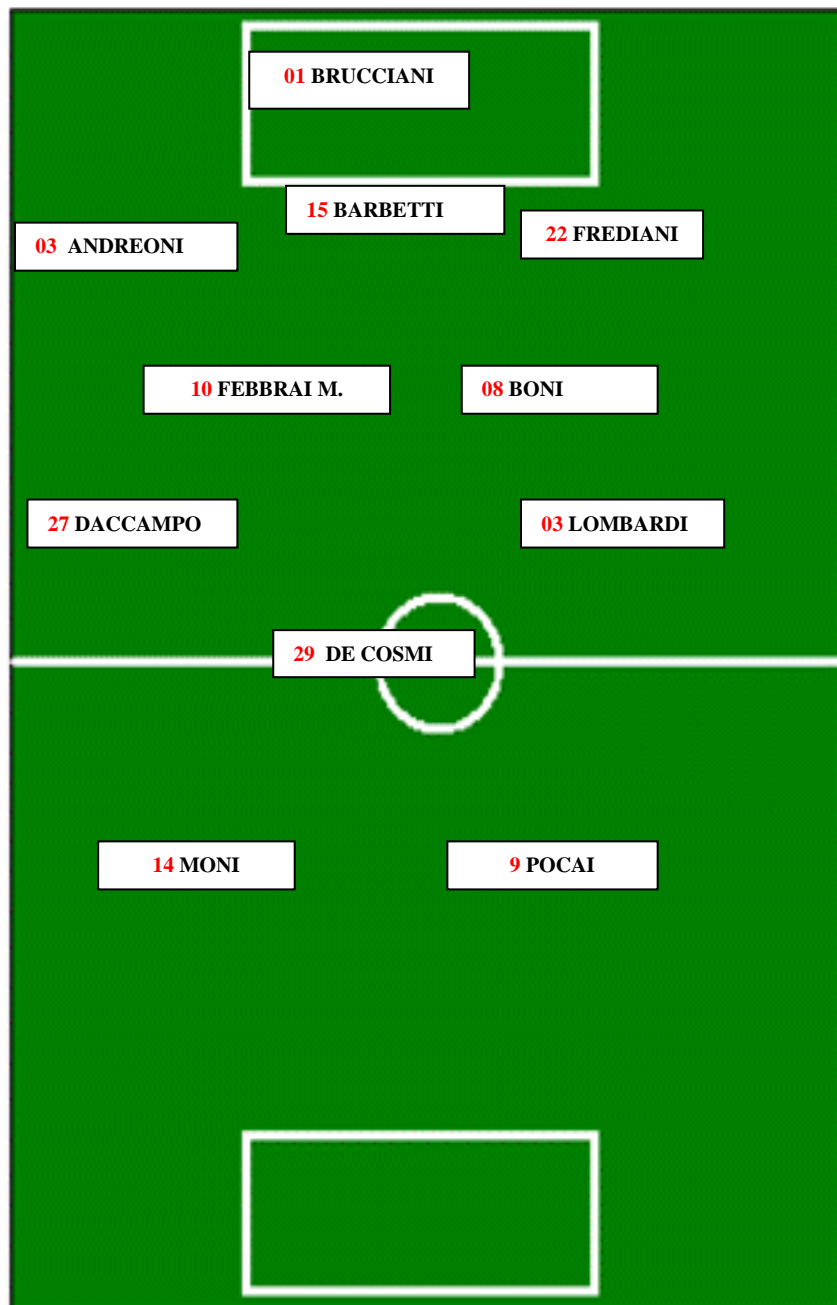 01 BRUCCIANI
15 BARBETTI
22 FREDIANI
03 ANDREONI
10 FEBBRAI M.
08 BONI
27 DACCAMPO
03 LOMBARDI
29 DE COSMI
14 MONI
9 POCAI